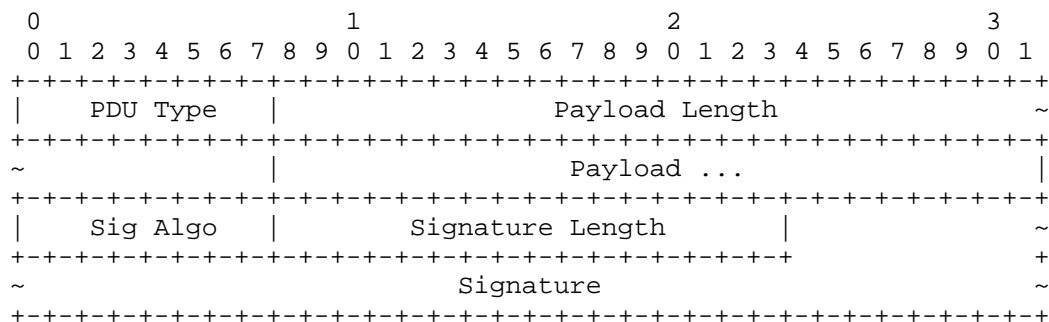 0                   1                   2                   3
 0 1 2 3 4 5 6 7 8 9 0 1 2 3 4 5 6 7 8 9 0 1 2 3 4 5 6 7 8 9 0 1
+-+-+-+-+-+-+-+-+-+-+-+-+-+-+-+-+-+-+-+-+-+-+-+-+-+-+-+-+-+-+-+-+
|    PDU Type   |                 Payload Length                ~
+-+-+-+-+-+-+-+-+-+-+-+-+-+-+-+-+-+-+-+-+-+-+-+-+-+-+-+-+-+-+-+-+
~               |                  Payload ...                  |
+-+-+-+-+-+-+-+-+-+-+-+-+-+-+-+-+-+-+-+-+-+-+-+-+-+-+-+-+-+-+-+-+
|    Sig Algo   |        Signature Length       |               ~
+-+-+-+-+-+-+-+-+-+-+-+-+-+-+-+-+-+-+-+-+-+-+-+-+               +
~                           Signature                           ~
+-+-+-+-+-+-+-+-+-+-+-+-+-+-+-+-+-+-+-+-+-+-+-+-+-+-+-+-+-+-+-+-+